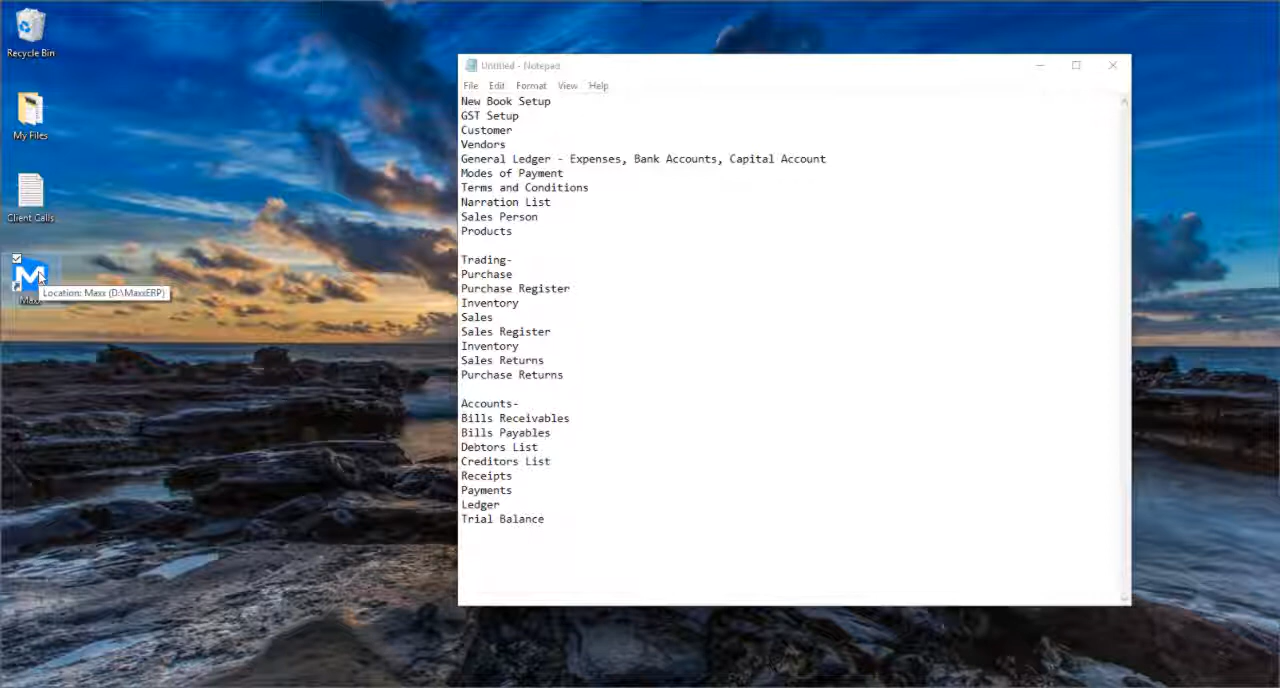 Recycle Bin
My Files
Client Calls
Maxx
Location: Maxx (D:\MaxxERP)
Untitled - Notepad
File Edit Format View Help
New Book Setup
GST Setup
Customer
Vendors
General Ledger - Expenses, Bank Accounts, Capital Account
Modes of Payment
Terms and Conditions
Narration List
Sales Person
Products
Trading-
Purchase
Purchase Register
Inventory
Sales
Sales Register
Inventory
Sales Returns
Purchase Returns
Accounts-
Bills Receivables
Bills Payables
Debtors List
Creditors List
Receipts
Payments
Ledger
Trial Balance